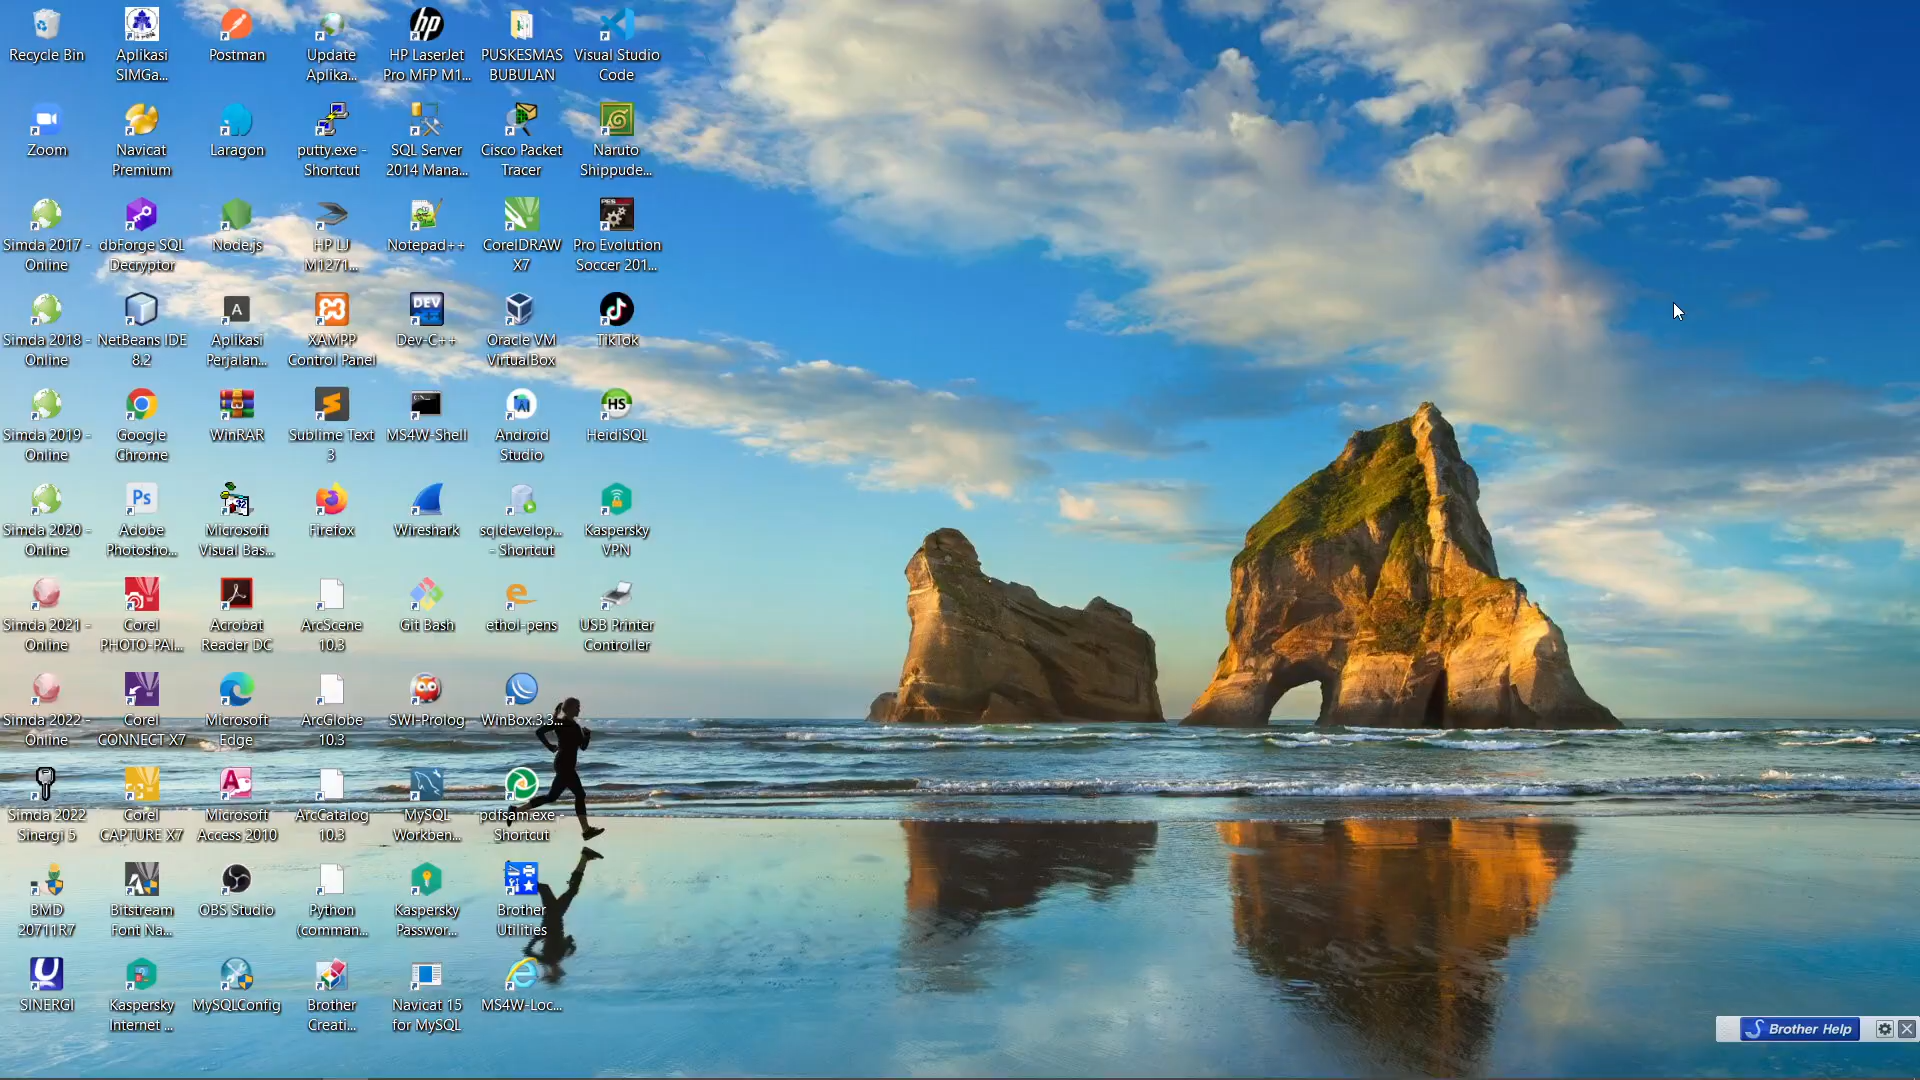 Recycle Bin
Aplikasi
SIMGa...
Postman
Update
Aplika...
HP LaserJet
Pro MFP M1...
PUSKESMAS
BUBULAN
Visual Studio
Code
Zoom
Navicat
Premium
Laragon
putty.exe -
Shortcut
SQL Server
2014 Mana...
Cisco Packet
Tracer
Naruto
Shippude...
Simda 2017 -
Online
dbForge SQL
Decryptor
Node.js
HP LJ
M1271...
Notepad++
CorelDRAW
X7
Pro Evolution
Soccer 201...
Simda 2018 -
Online
NetBeans IDE
8.2
Aplikasi
Perjalan...
XAMPP
Control Panel
Dev-C++
Oracle VM
VirtualBox
TikTok
Simda 2019 -
Online
Google
Chrome
WinRAR
Sublime Text
3
MS4W-Shell
Android
Studio
HeidiSQL
Simda 2020 -
Online
Adobe
Photosho...
Microsoft
Visual Bas...
Firefox
Wireshark
sqldevelop...
- Shortcut
Kaspersky
VPN
Simda 2021 -
Online
Corel
PHOTO-PAI...
Acrobat
Reader DC
ArcScene
10.3
Git Bash
ethol-pens
USB Printer
Controller
Simda 2022 -
Online
Corel
CONNECT X7
Microsoft
Edge
ArcGlobe
10.3
SWI-Prolog
WinBox.3.3...
Simda 2022
Sinergi 5
Corel
CAPTURE X7
Microsoft
Access 2010
ArcCatalog
10.3
MySQL
Workben...
pdfsam.exe -
Shortcut
BMD
20711R7
Bitstream
Font Na...
OBS Studio
Python
(comman...
Kaspersky
Passwor...
Brother
Utilities
SINERGI
Kaspersky
Internet ...
MySQLConfig
Brother
Creati...
Navicat 15
for MySQL
MS4W-Loc...
Brother Help